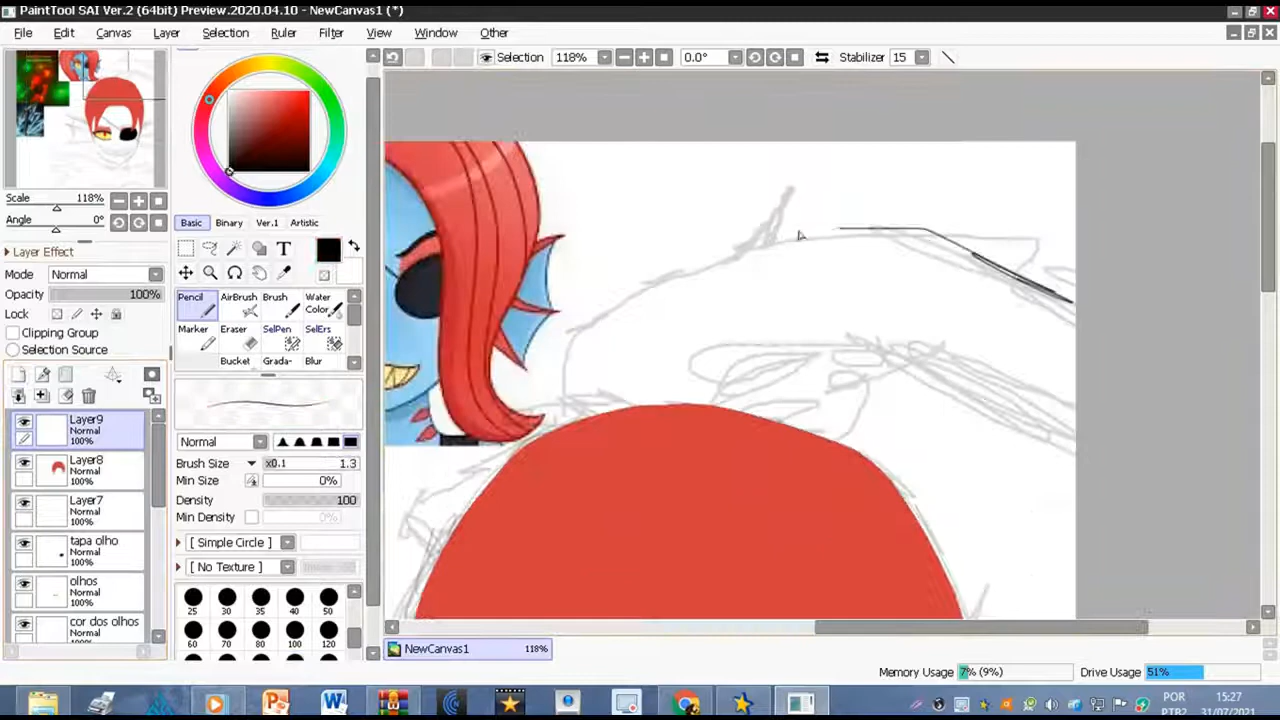 PaintTool SAI Ver.2 (64bit) Preview.2020.04.10 - NewCanvas1 (*)
File Edit Canvas Layer Selection Ruler Filter View Window Other
Selection 118% 0.0° Stabilizer 15
Scale 118%
Angle 0°
Layer Effect
Mode Normal
Opacity 100%
Lock
Clipping Group
Selection Source
Layer9
Normal
100%
Layer8
Normal
100%
Layer7
Normal
100%
tapa olho
Normal
100%
olhos
Normal
100%
cor dos olhos
Normal
100%
Basic Binary Ver.1 Artistic
T
Pencil AirBrush Brush Water Color
Marker Eraser SelPen SelErs
Bucket Grada- Blur
Normal
Brush Size x0.1 1.3
Min Size 0%
Density 100
Min Density 0%
[ Simple Circle ]
[ No Texture ]
25 30 35 40 50
60 70 80 100 120
NewCanvas1 118%
Memory Usage 7% (9%) Drive Usage 51%
POR 15:27
PTB2 31/07/2021